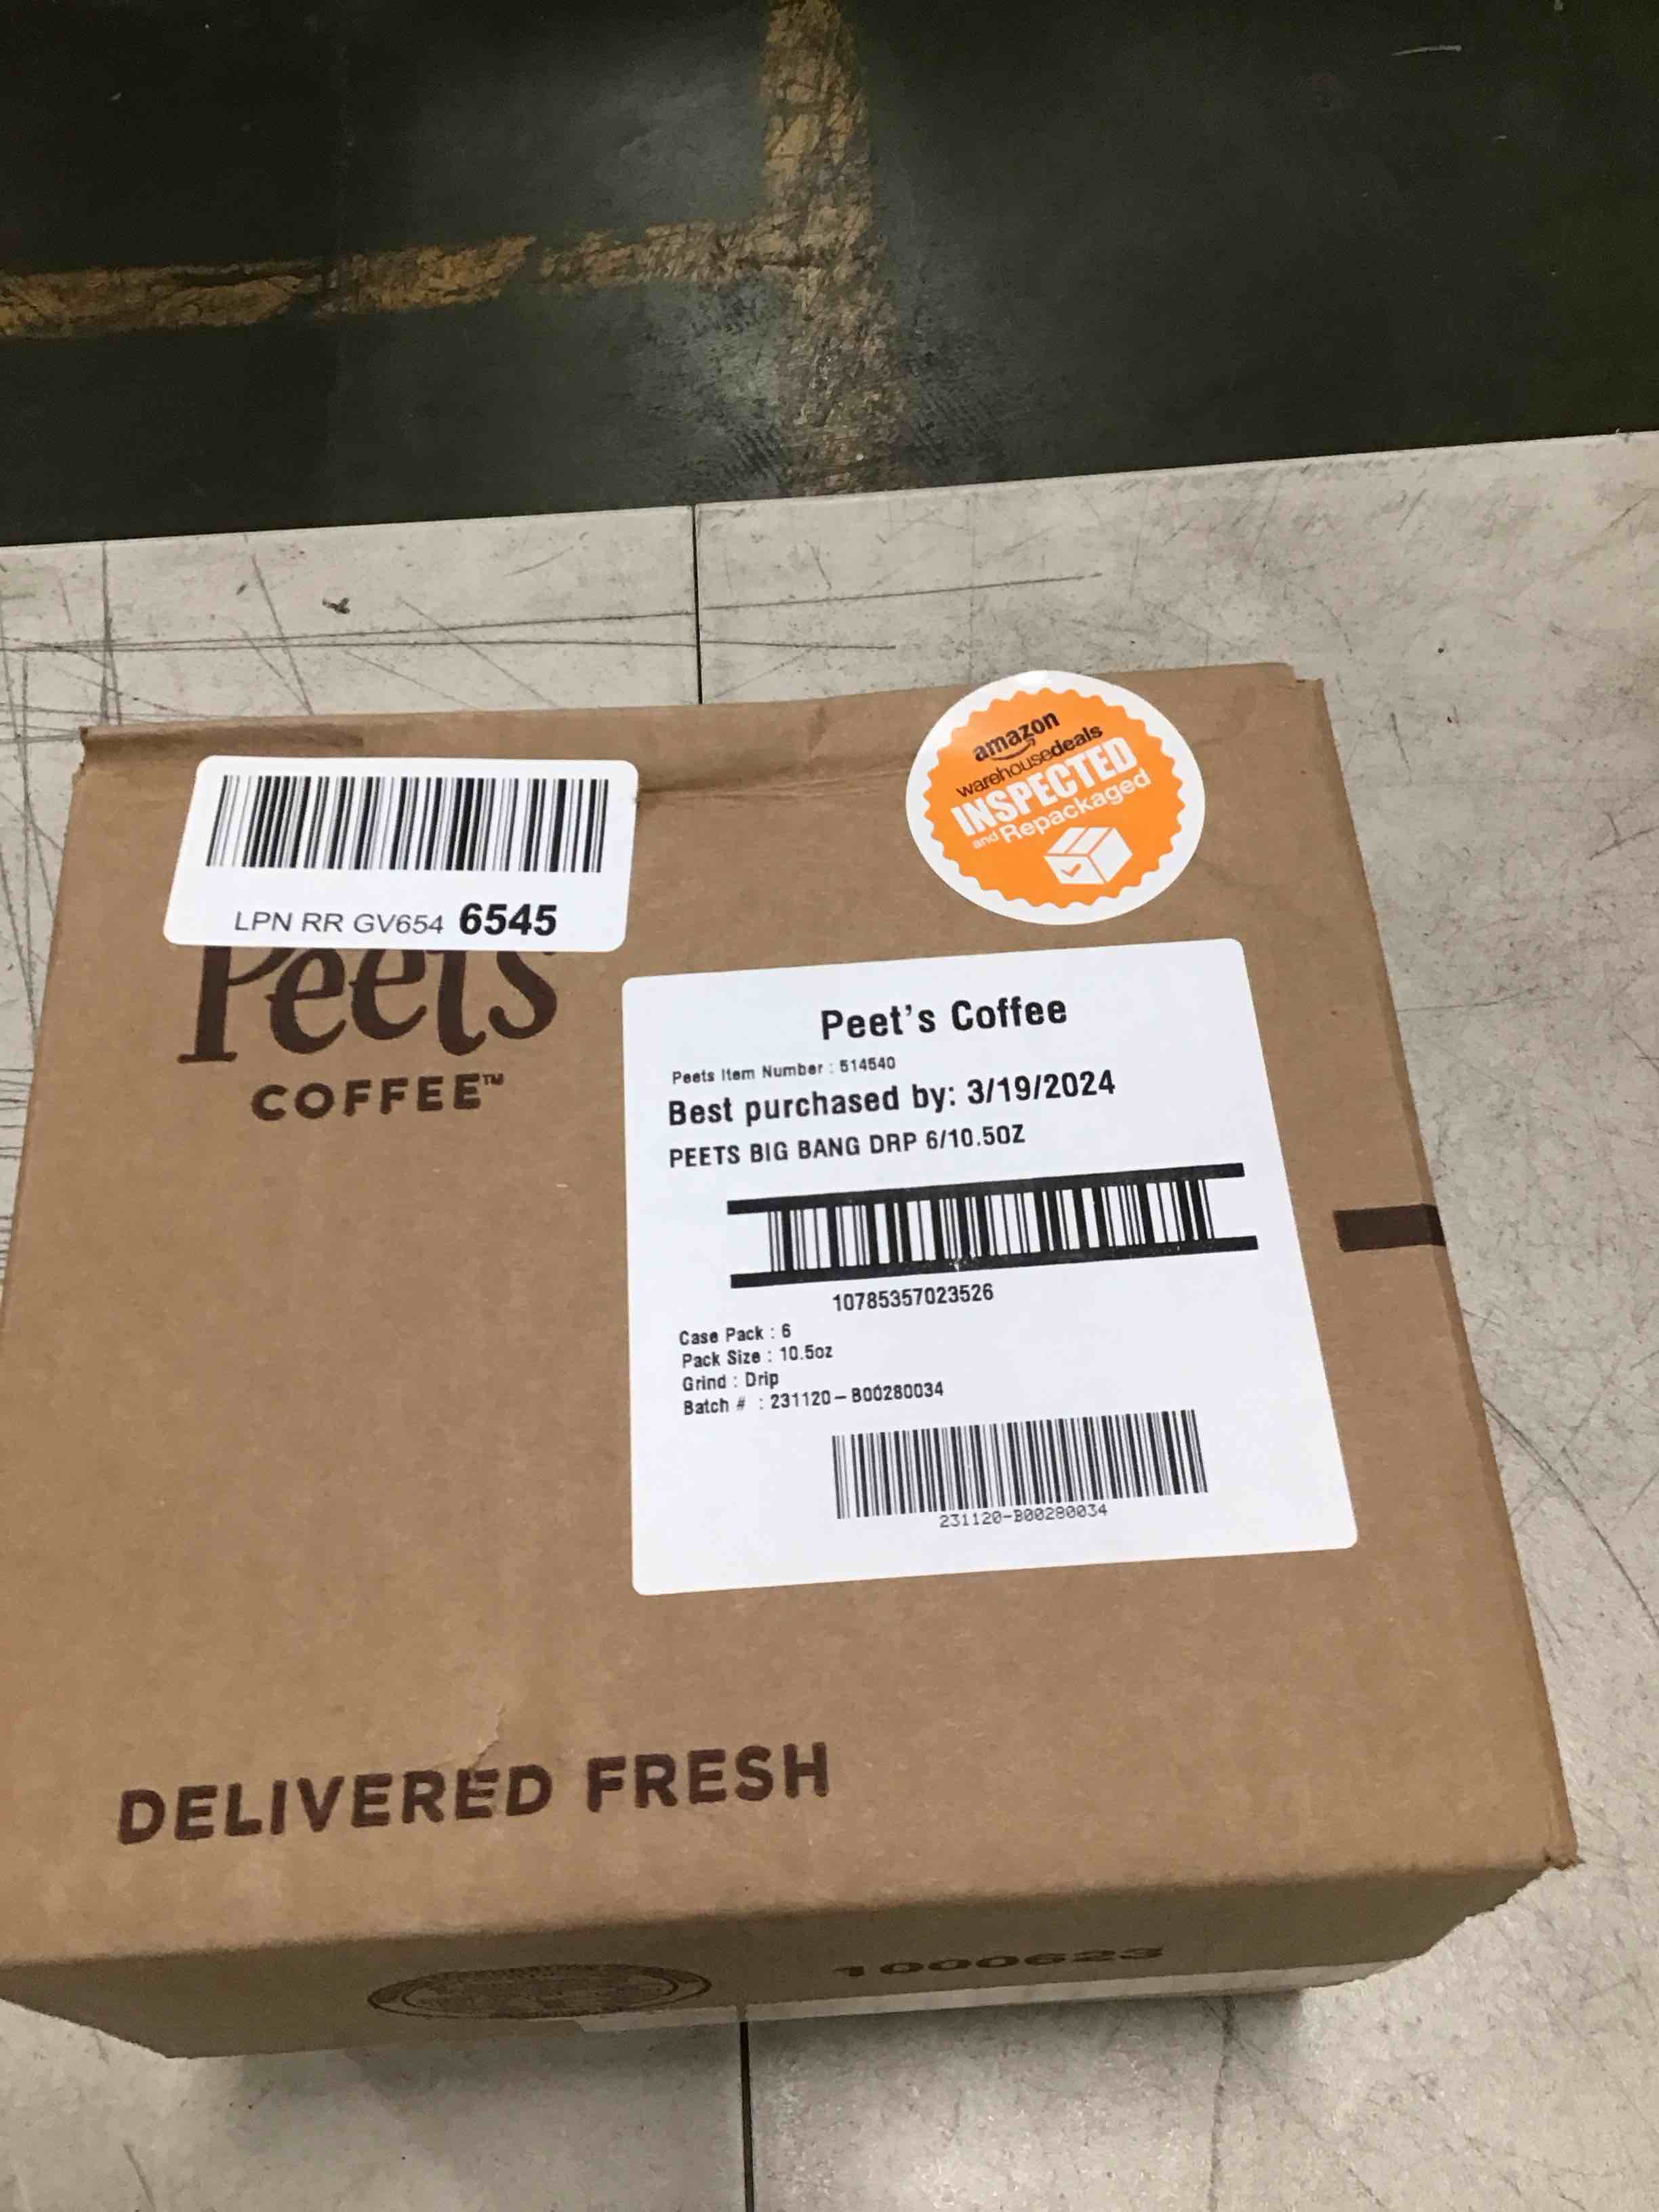 amazon
warehousedeals
INSPECTED
and Repackaged
LPN RR GV654 6545
Peet's
COFFEE™
Peet's Coffee
Peets Item Number : 514540
Best purchased by: 3/19/2024
PEETS BIG BANG DRP 6/10.5OZ
10785357023526
Case Pack : 6
Pack Size : 10.5oz
Grind : Drip
Batch # : 231120-B00280034
231120-B00280034
DELIVERED FRESH
1000623